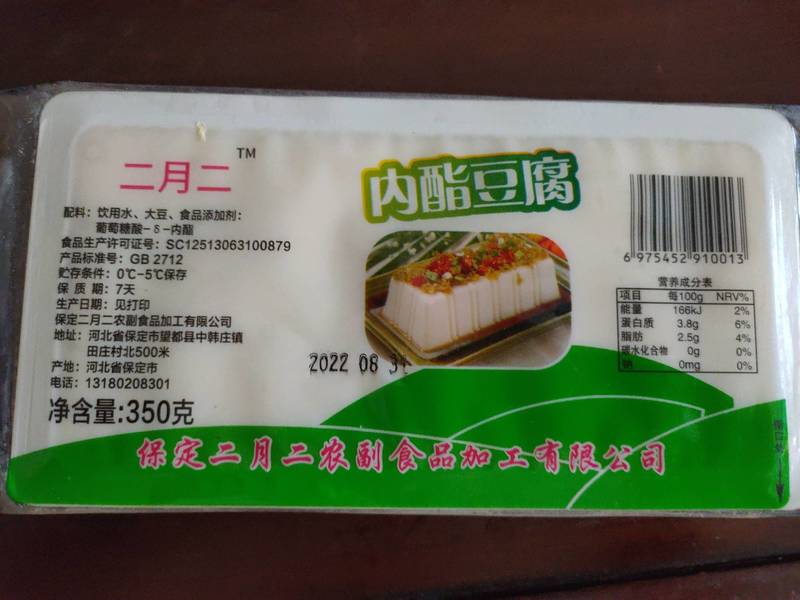 二月二 TM
内酯豆腐
配料：饮用水、大豆、食品添加剂：
葡萄糖酸-δ-内酯
食品生产许可证号：SC12513063100879
产品标准号：GB 2712
贮存条件：0℃-5℃保存
保 质 期：7天
生产日期：见打印
保定二月二农副食品加工有限公司
地址：河北省保定市望都县中韩庄镇
田庄村北500米
产地：河北省保定市
电话：13180208301
净含量:350克
2022 08 31
6 975452 910013
营养成分表
项目 每100g NRV%
能量 166kJ 2%
蛋白质 3.8g 6%
脂肪 2.5g 4%
碳水化合物 0g 0%
钠 0mg 0%
保定二月二农副食品加工有限公司